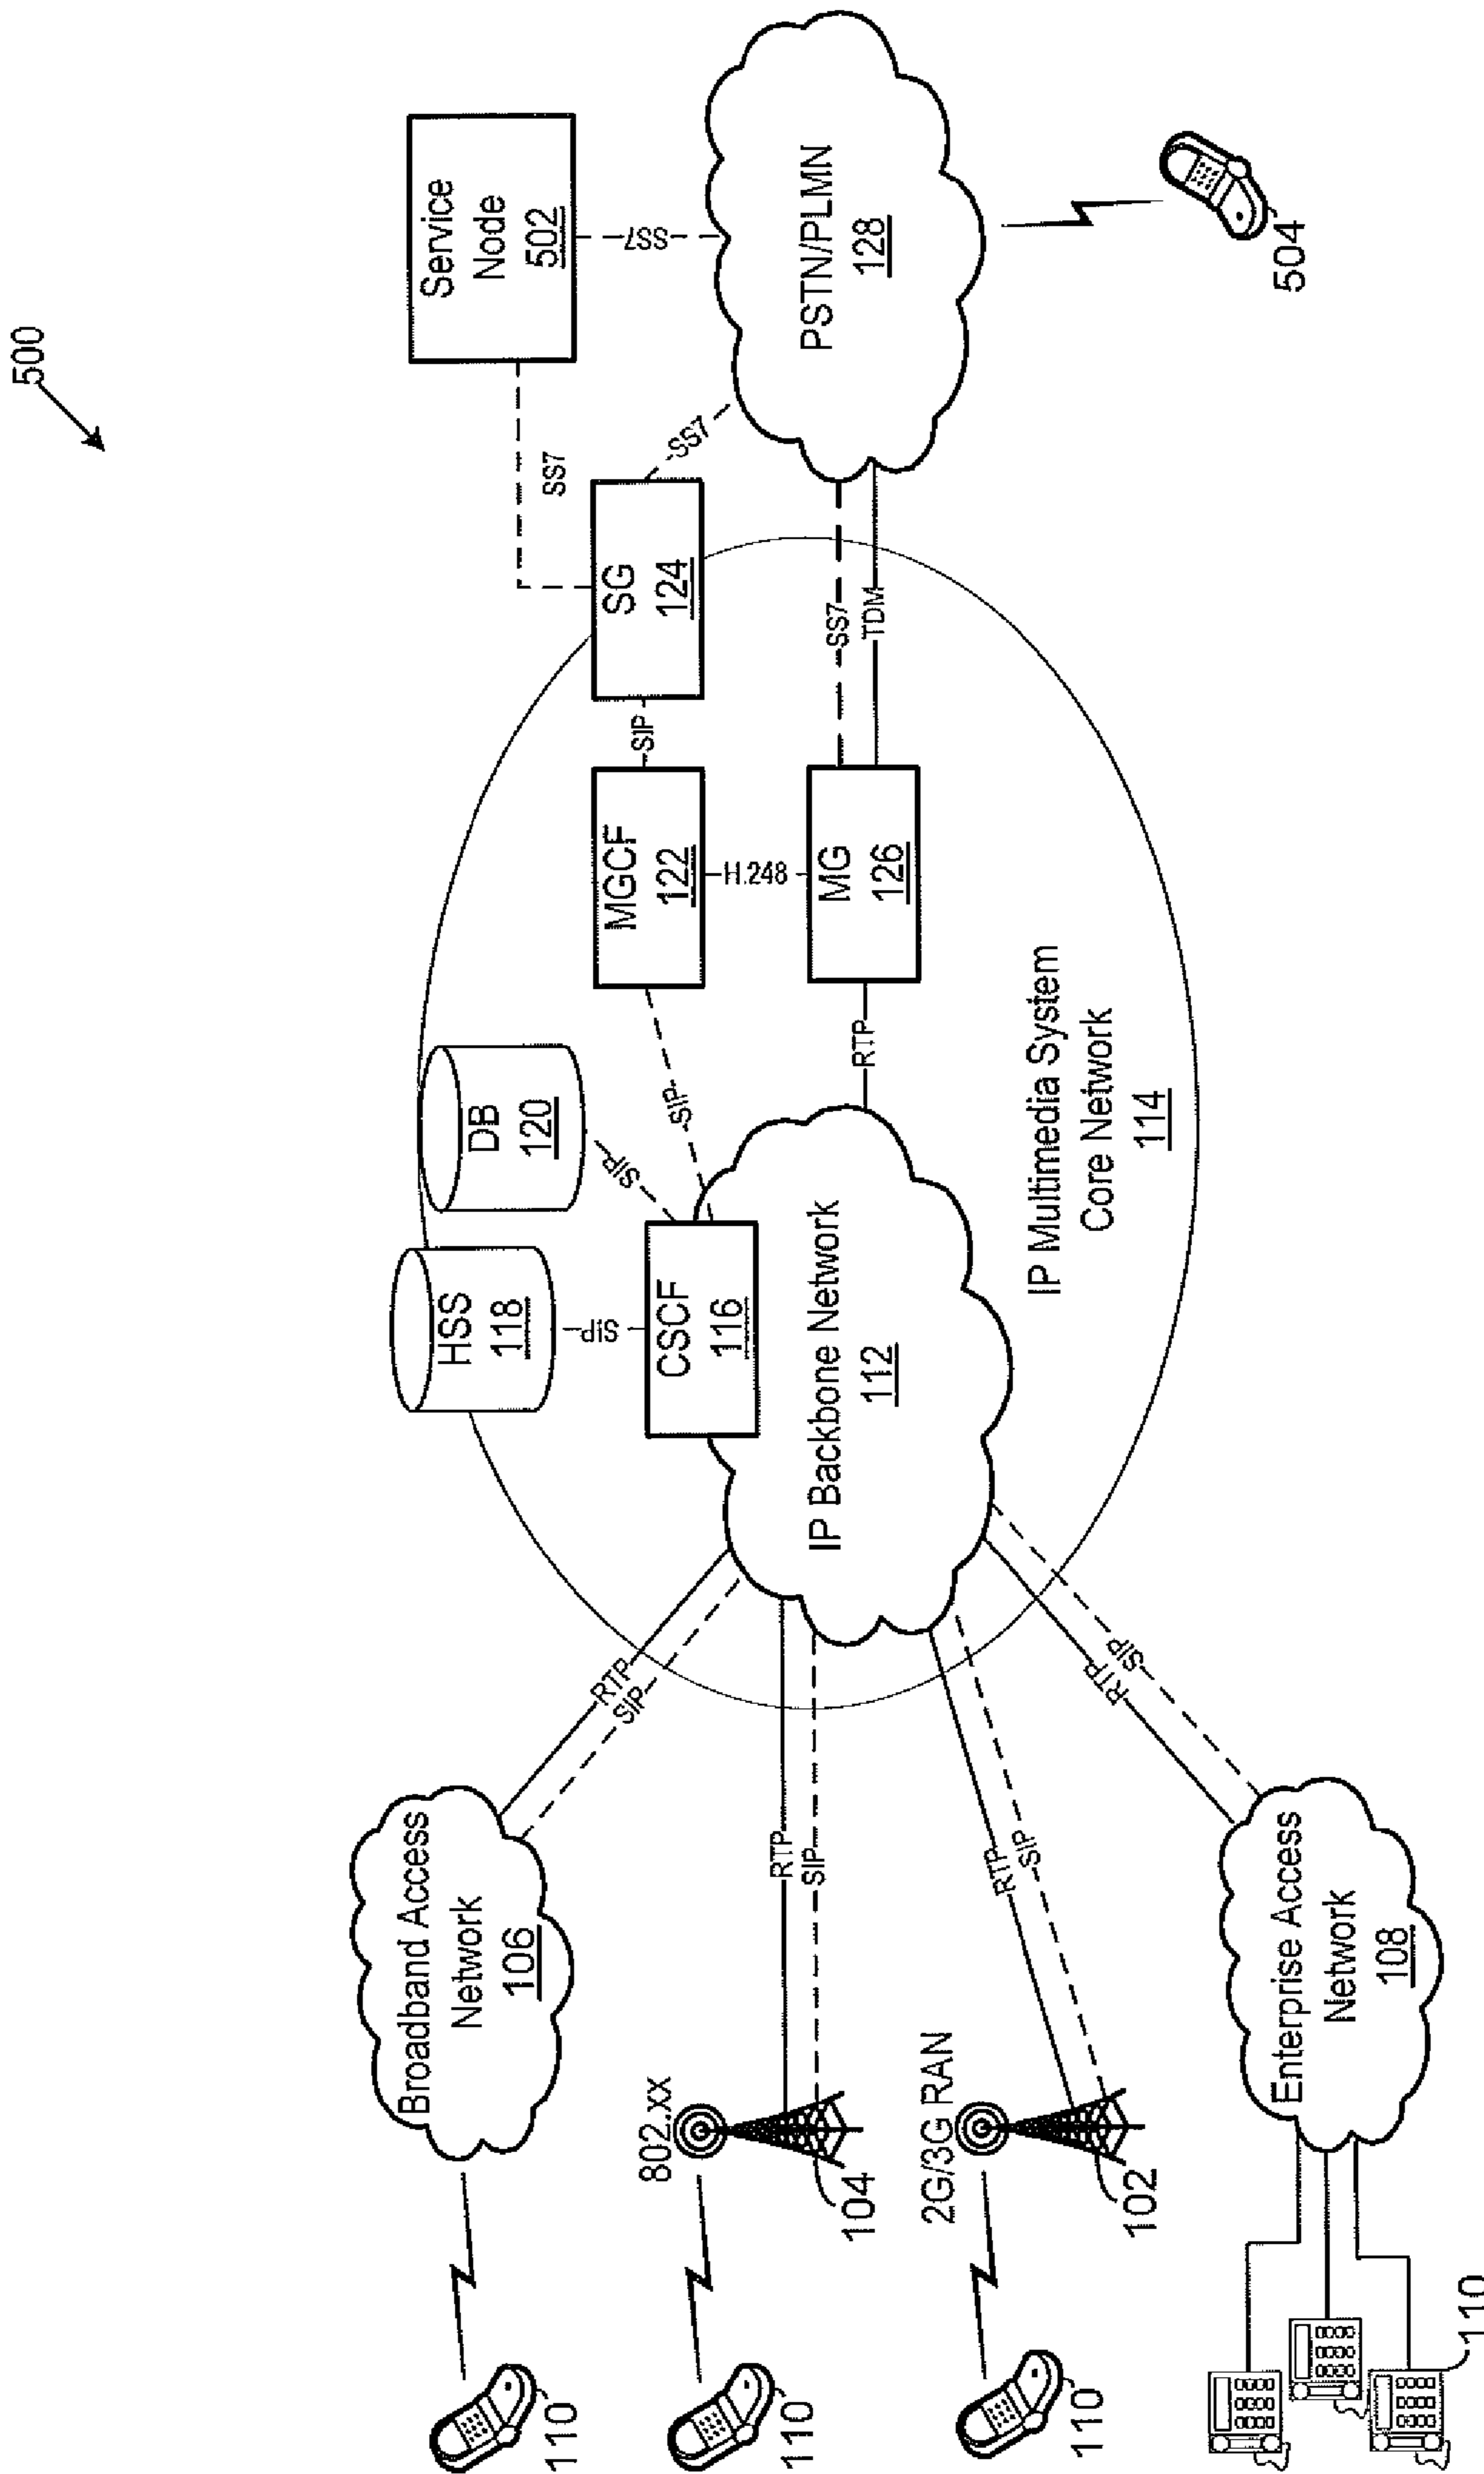 500
Service
Node
502
SS7
SS7
SS7
PSTN/PLMN
128
504
SG
124
SIP
MGCF
122
H.248
MG
126
SS7
TDM
RTP
HSS
118
DB
120
SIP
SIP
SIP
CSCF
116
IP Backbone Network
112
IP Multimedia System
Core Network
114
RTP
SIP
RTP
SIP
RTP
SIP
RTP
SIP
Broadband Access
Network
106
802.xx
104
2G/3G RAN
102
Enterprise Access
Network
108
110
110
110
110